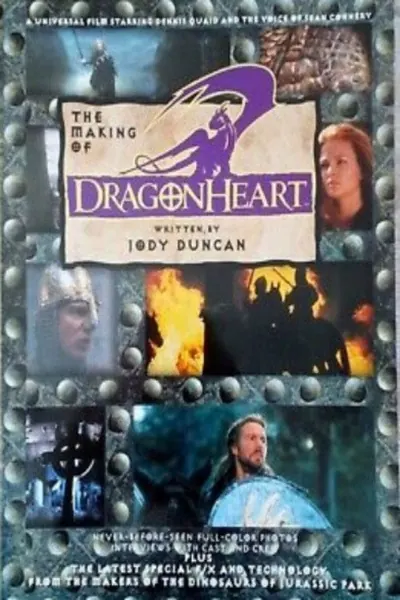 A UNIVERSAL FILM STARRING DENNIS QUAID AND THE VOICE OF SEAN CONNERY
THE
MAKING
OF
DRAGONHEART
WRITTEN BY
JODY DUNCAN
NEVER-BEFORE-SEEN FULL-COLOR PHOTOS
INTERVIEWS WITH CAST AND CREW
PLUS
THE LATEST SPECIAL F/X AND TECHNOLOGY
FROM THE MAKERS OF THE DINOSAURS OF JURASSIC PARK